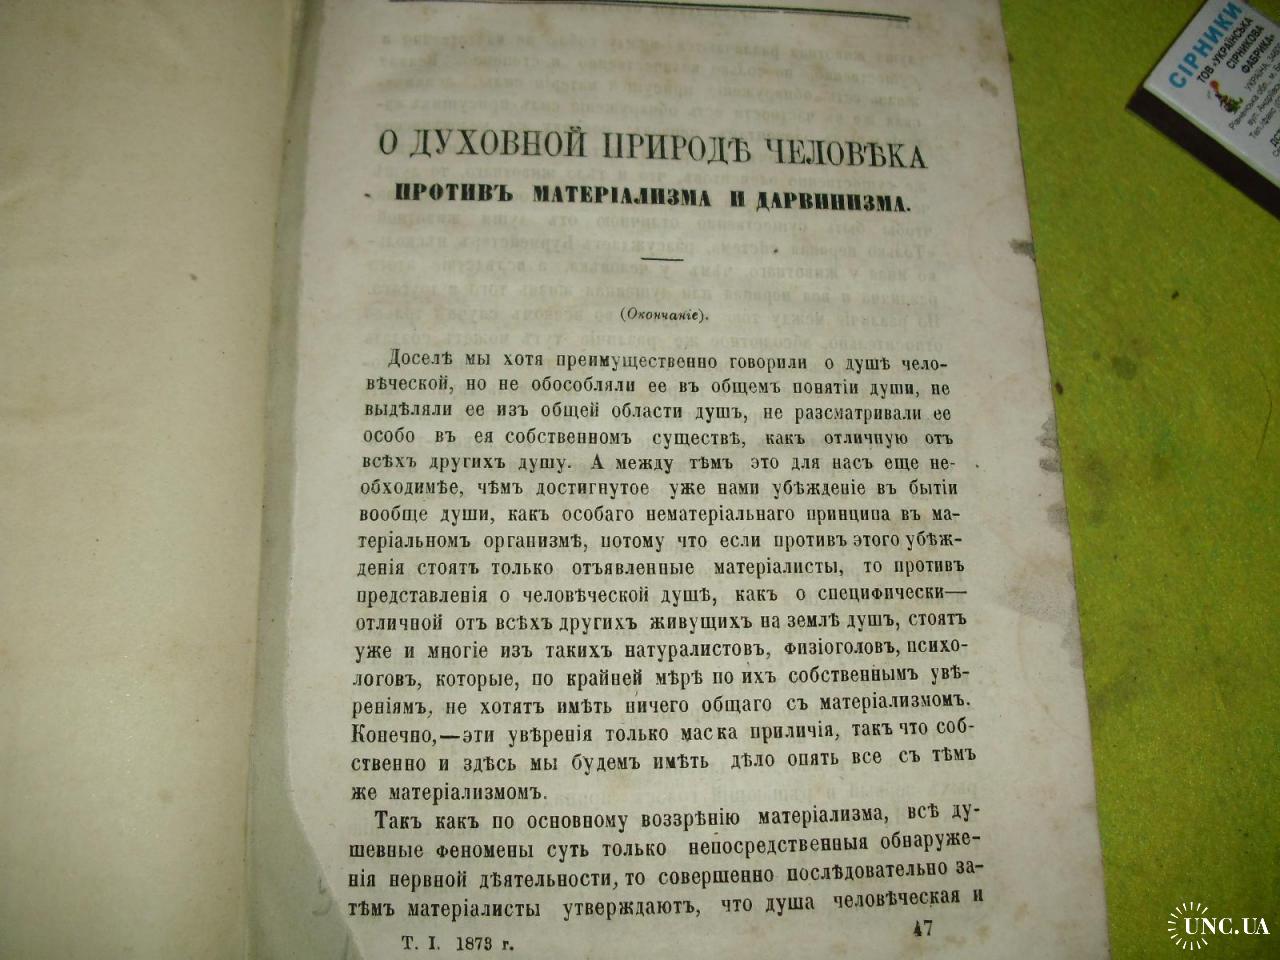 О ДУХОВНОЙ ПРИРОДѢ ЧЕЛОВѢКА
ПРОТИВЪ МАТЕРІАЛИЗМА И ДАРВИНИЗМА.
(Окончаніе).
Доселѣ мы хотя преимущественно говорили о душѣ чело-
вѣческой, но не обособляли ее въ общемъ понятіи души, не
выдѣляли ее изъ общей области душъ, не разсматривали ее
особо въ ея собственномъ существѣ, какъ отличную отъ
всѣхъ другихъ душу. А между тѣмъ это для насъ еще не-
обходимѣе, чѣмъ достигнутое уже нами убѣжденіе въ бытіи
вообще души, какъ особаго нематеріальнаго принципа въ ма-
теріальномъ организмѣ, потому что если противъ этого убѣж-
денія стоятъ только отъявленные матеріалисты, то противъ
представленія о человѣческой душѣ, какъ о специфически—
отличной отъ всѣхъ другихъ живущихъ на землѣ душъ, стоятъ
уже и многіе изъ такихъ натуралистовъ, физіоголовъ, психо-
логовъ, которые, по крайней мѣрѣ по ихъ собственнымъ увѣ-
реніямъ, не хотятъ имѣть ничего общаго съ матеріализмомъ.
Конечно,—эти увѣренія только маска приличія, такъ что соб-
ственно и здѣсь мы будемъ имѣть дѣло опять все съ тѣмъ
же матеріализмомъ.
Такъ какъ по основному воззрѣнію матеріализма, всѣ ду-
шевные феномены суть только непосредственныя обнаруже-
нія нервной дѣятельности, то совершенно послѣдовательно за-
тѣмъ матеріалисты утверждаютъ, что душа человѣческая и
Т. I. 1873 г.
47
СІРНИКИ
ТОВ "УКРАЇНСЬКА
СІРНИКОВА
ФАБРИКА"
UNC.UA